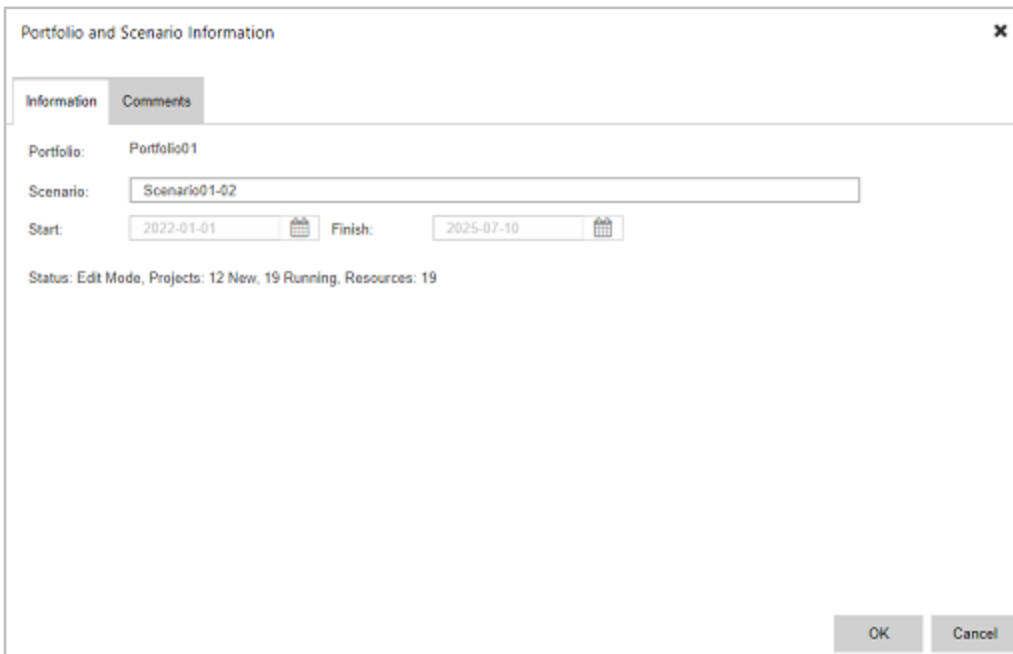 Portfolio and Scenario Information
Information Comments
Portfolio: Portfolio01
Scenario: Scenario01-02
Start: 2022-01-01 Finish: 2025-07-10
Status: Edit Mode, Projects: 12 New, 19 Running, Resources: 19
OK Cancel